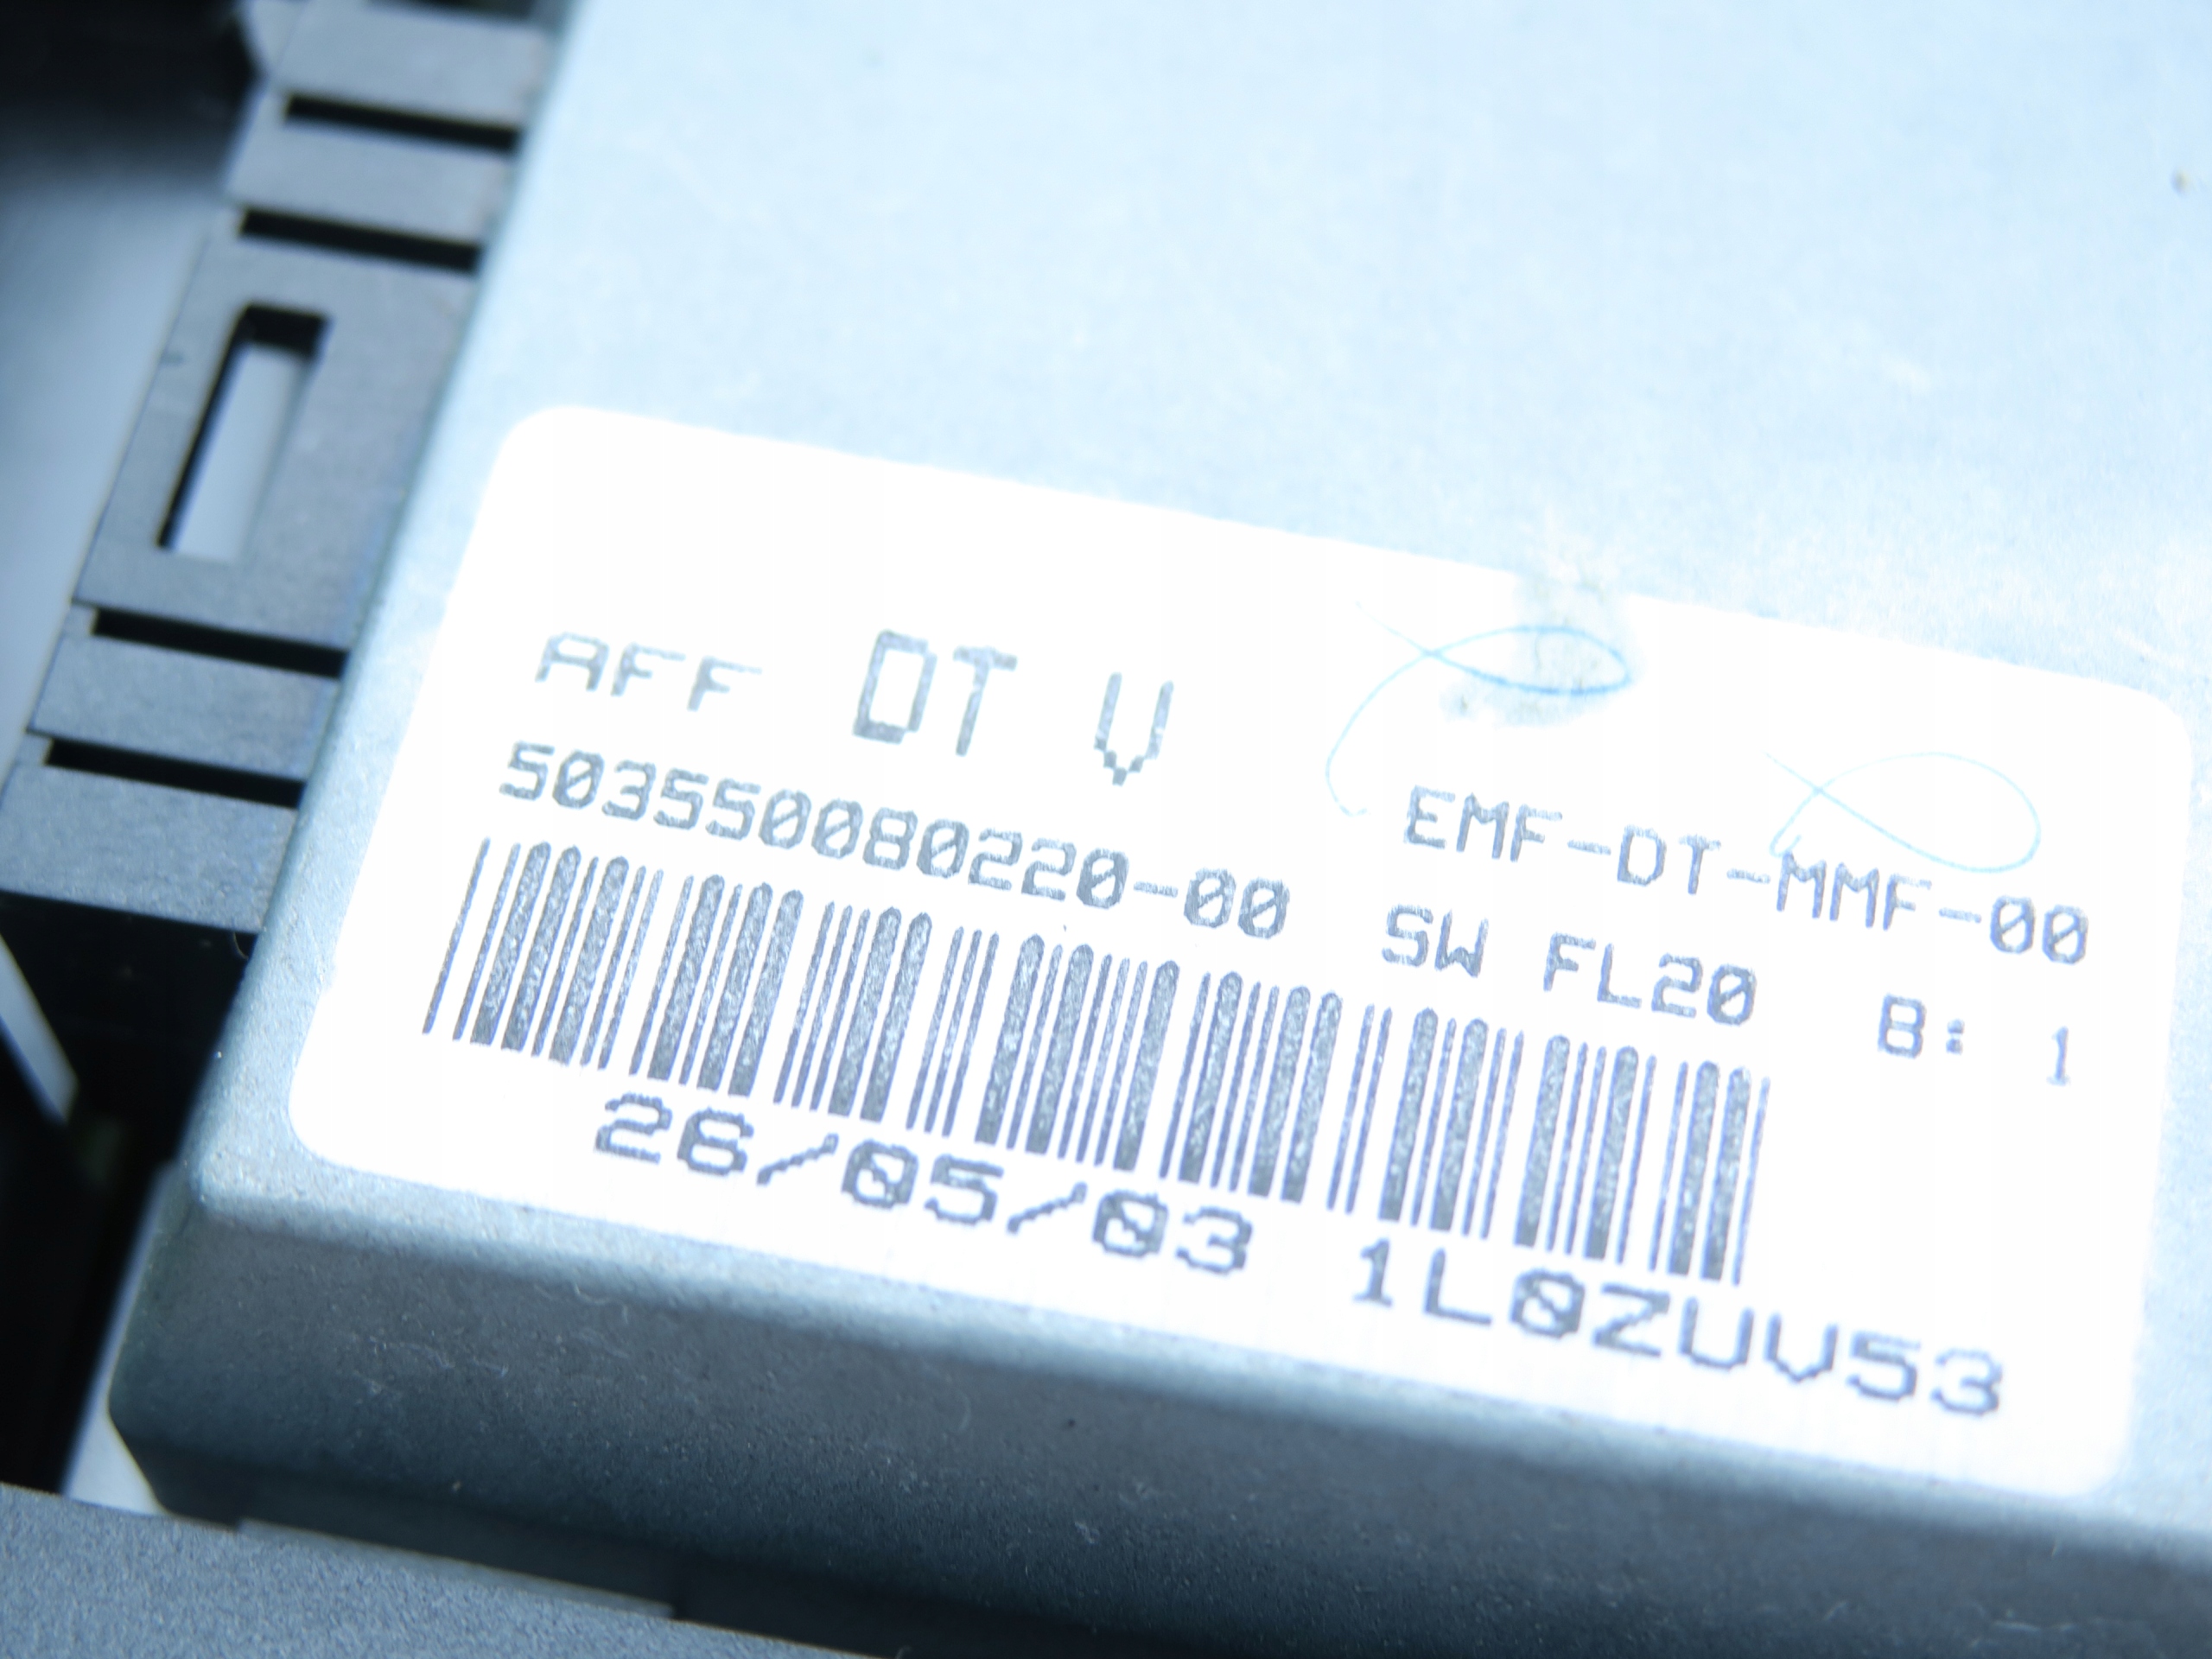 AFF DT V
EMF-DT-MMF-00
503550080220-00 SW FL20 B: 1
26/05/03 1L0ZUV53